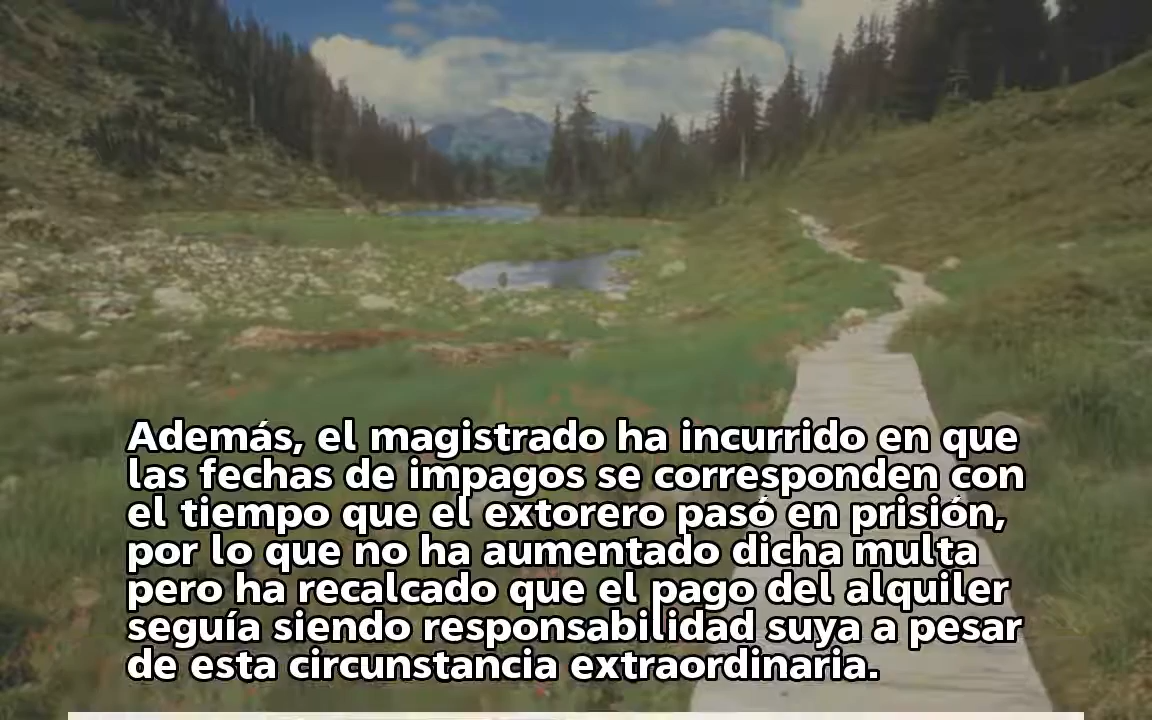 Además, el magistrado ha incurrido en que
las fechas de impagos se corresponden con
el tiempo que el extorero pasó en prisión,
por lo que no ha aumentado dicha multa
pero ha recalcado que el pago del alquiler
seguía siendo responsabilidad suya a pesar
de esta circunstancia extraordinaria.